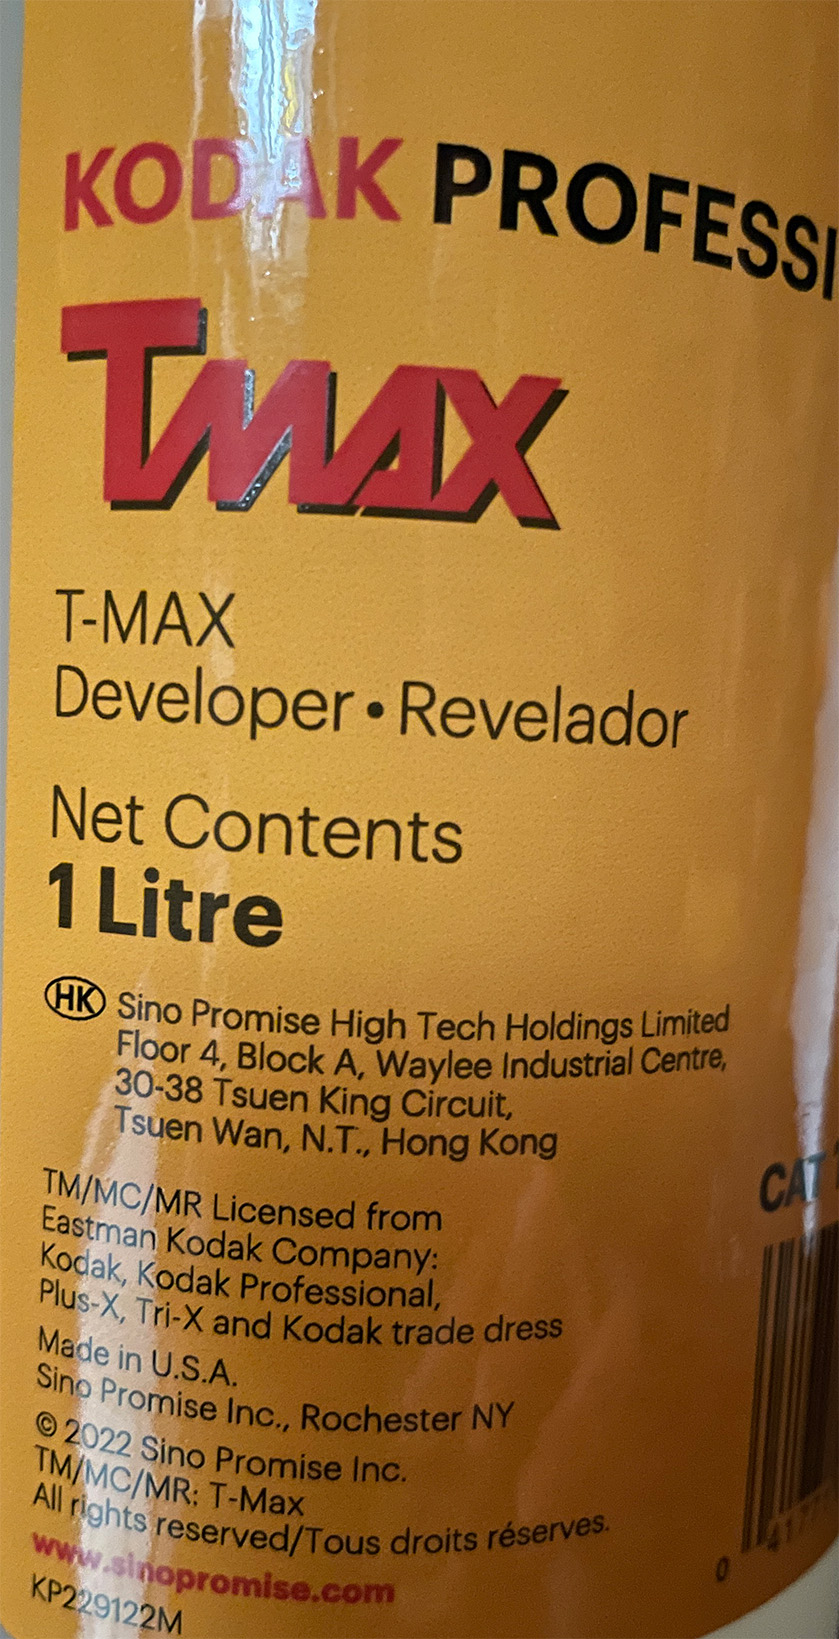 KODAK PROFESSI
TMAX
T-MAX
Developer • Revelador
Net Contents
1 Litre
HK Sino Promise High Tech Holdings Limited
Floor 4, Block A, Waylee Industrial Centre,
30-38 Tsuen King Circuit,
Tsuen Wan, N.T., Hong Kong
TM/MC/MR Licensed from
Eastman Kodak Company:
Kodak, Kodak Professional,
Plus-X, Tri-X and Kodak trade dress
Made in U.S.A.
Sino Promise Inc., Rochester NY
© 2022 Sino Promise Inc.
TM/MC/MR: T-Max
All rights reserved/Tous droits réserves.
www.sinopromise.com
KP229122M
CAT
0